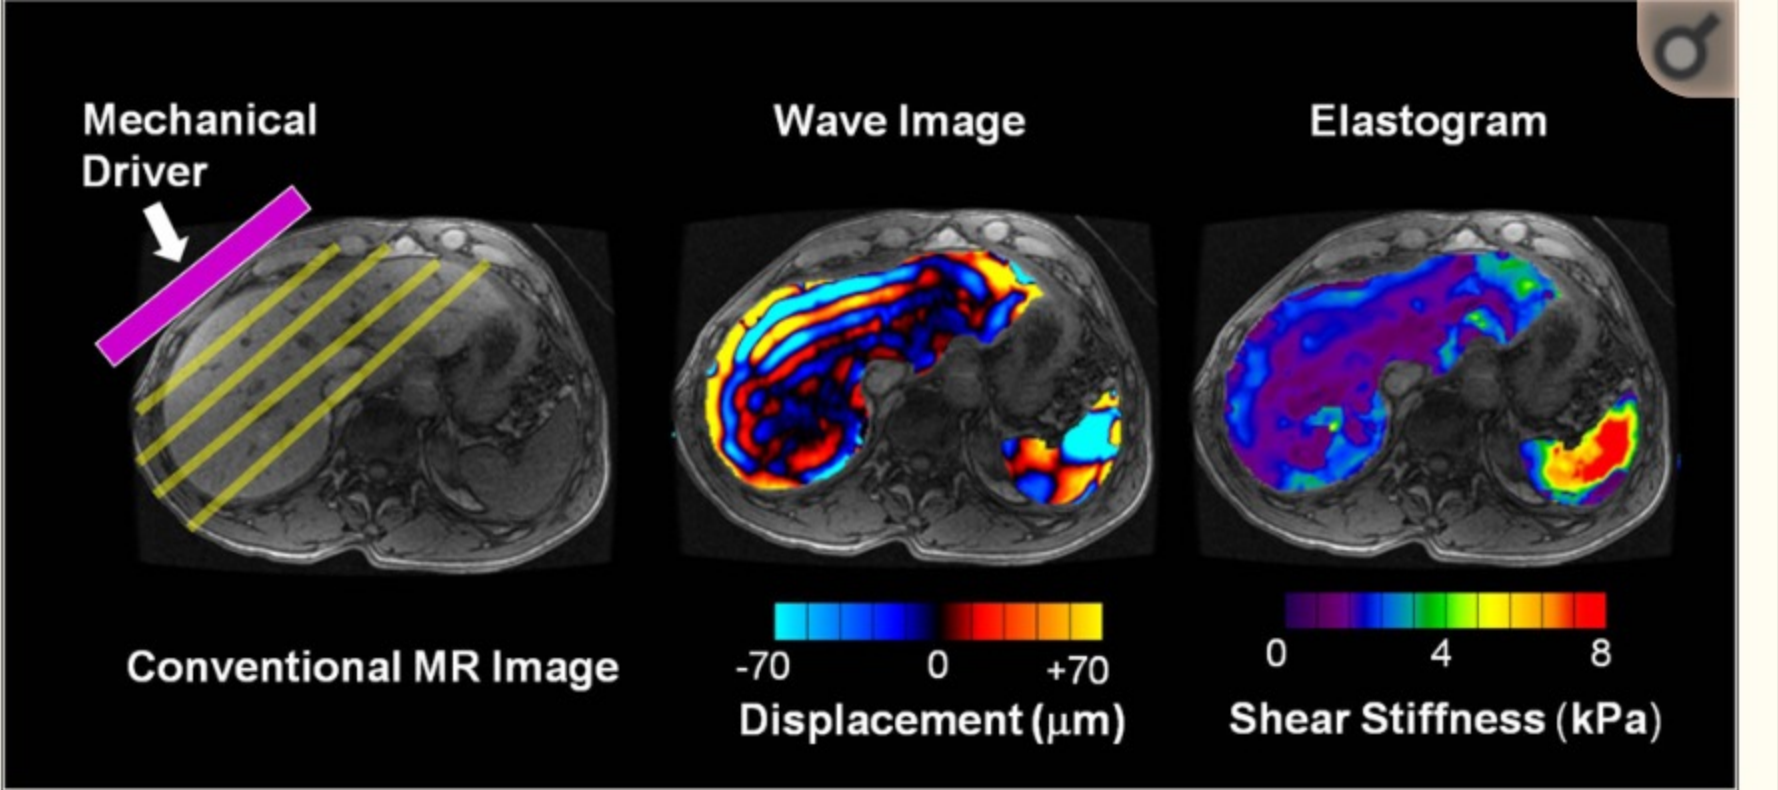 Mechanical
Driver
Wave Image
Elastogram
Conventional MR Image
-70 0 +70
Displacement (μm)
0 4 8
Shear Stiffness (kPa)